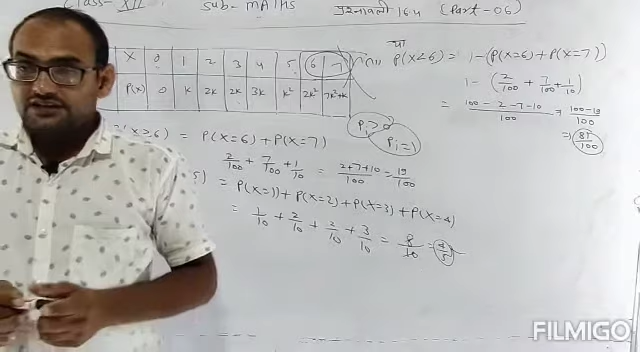 Class-XII sub-maths प्रश्नावली 16.4 (Part-06)
X 0 1 2 3 4 5 6 7
P(X) 0 K 2K 2K 3K K² 2K² 7K²+K
या
P(X<6) = 1-(P(X=6)+P(X=7))
1-(2/100+7/100+1/10)
= 100-2-7-10/100 = 100-19/100
= 81/100
Pi≥0
Pi=1
(X≥6) = P(X=6)+P(X=7)
2/100+7/100+1/10 = 2+7+10/100 = 19/100
5) = P(X=1)+P(X=2)+P(X=3)+P(X=4)
= 1/10+2/10+2/10+3/10 = 8/10 = 4/5
FILMIGO